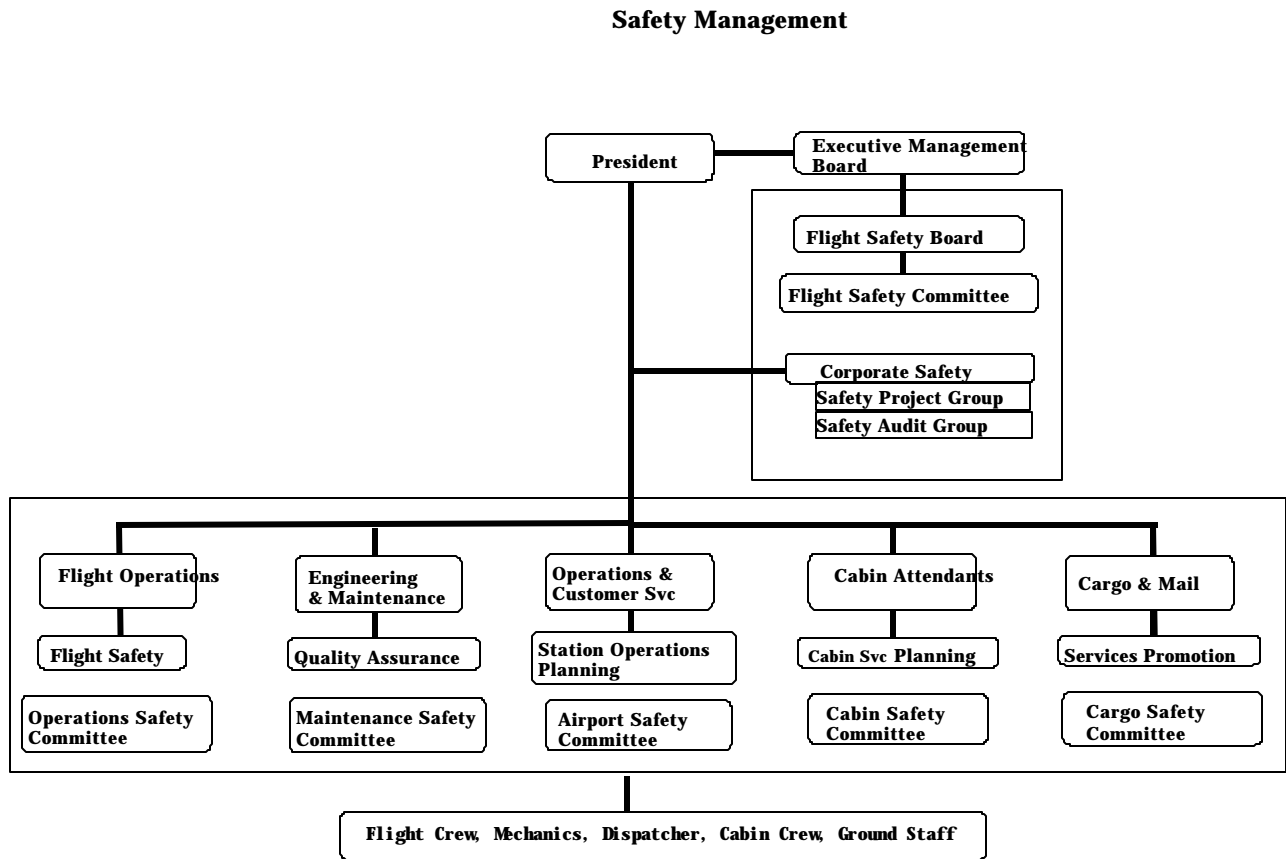 Safety Management
President
Executive Management
Board
Flight Safety Board
Flight Safety Committee
Corporate Safety
Safety Project Group
Safety Audit Group
Flight Operations
Engineering
& Maintenance
Operations &
Customer Svc
Cabin Attendants
Cargo & Mail
Flight Safety
Quality Assurance
Station Operations
Planning
Cabin Svc Planning
Services Promotion
Operations Safety
Committee
Maintenance Safety
Committee
Airport Safety
Committee
Cabin Safety
Committee
Cargo Safety
Committee
Flight Crew, Mechanics, Dispatcher, Cabin Crew, Ground Staff